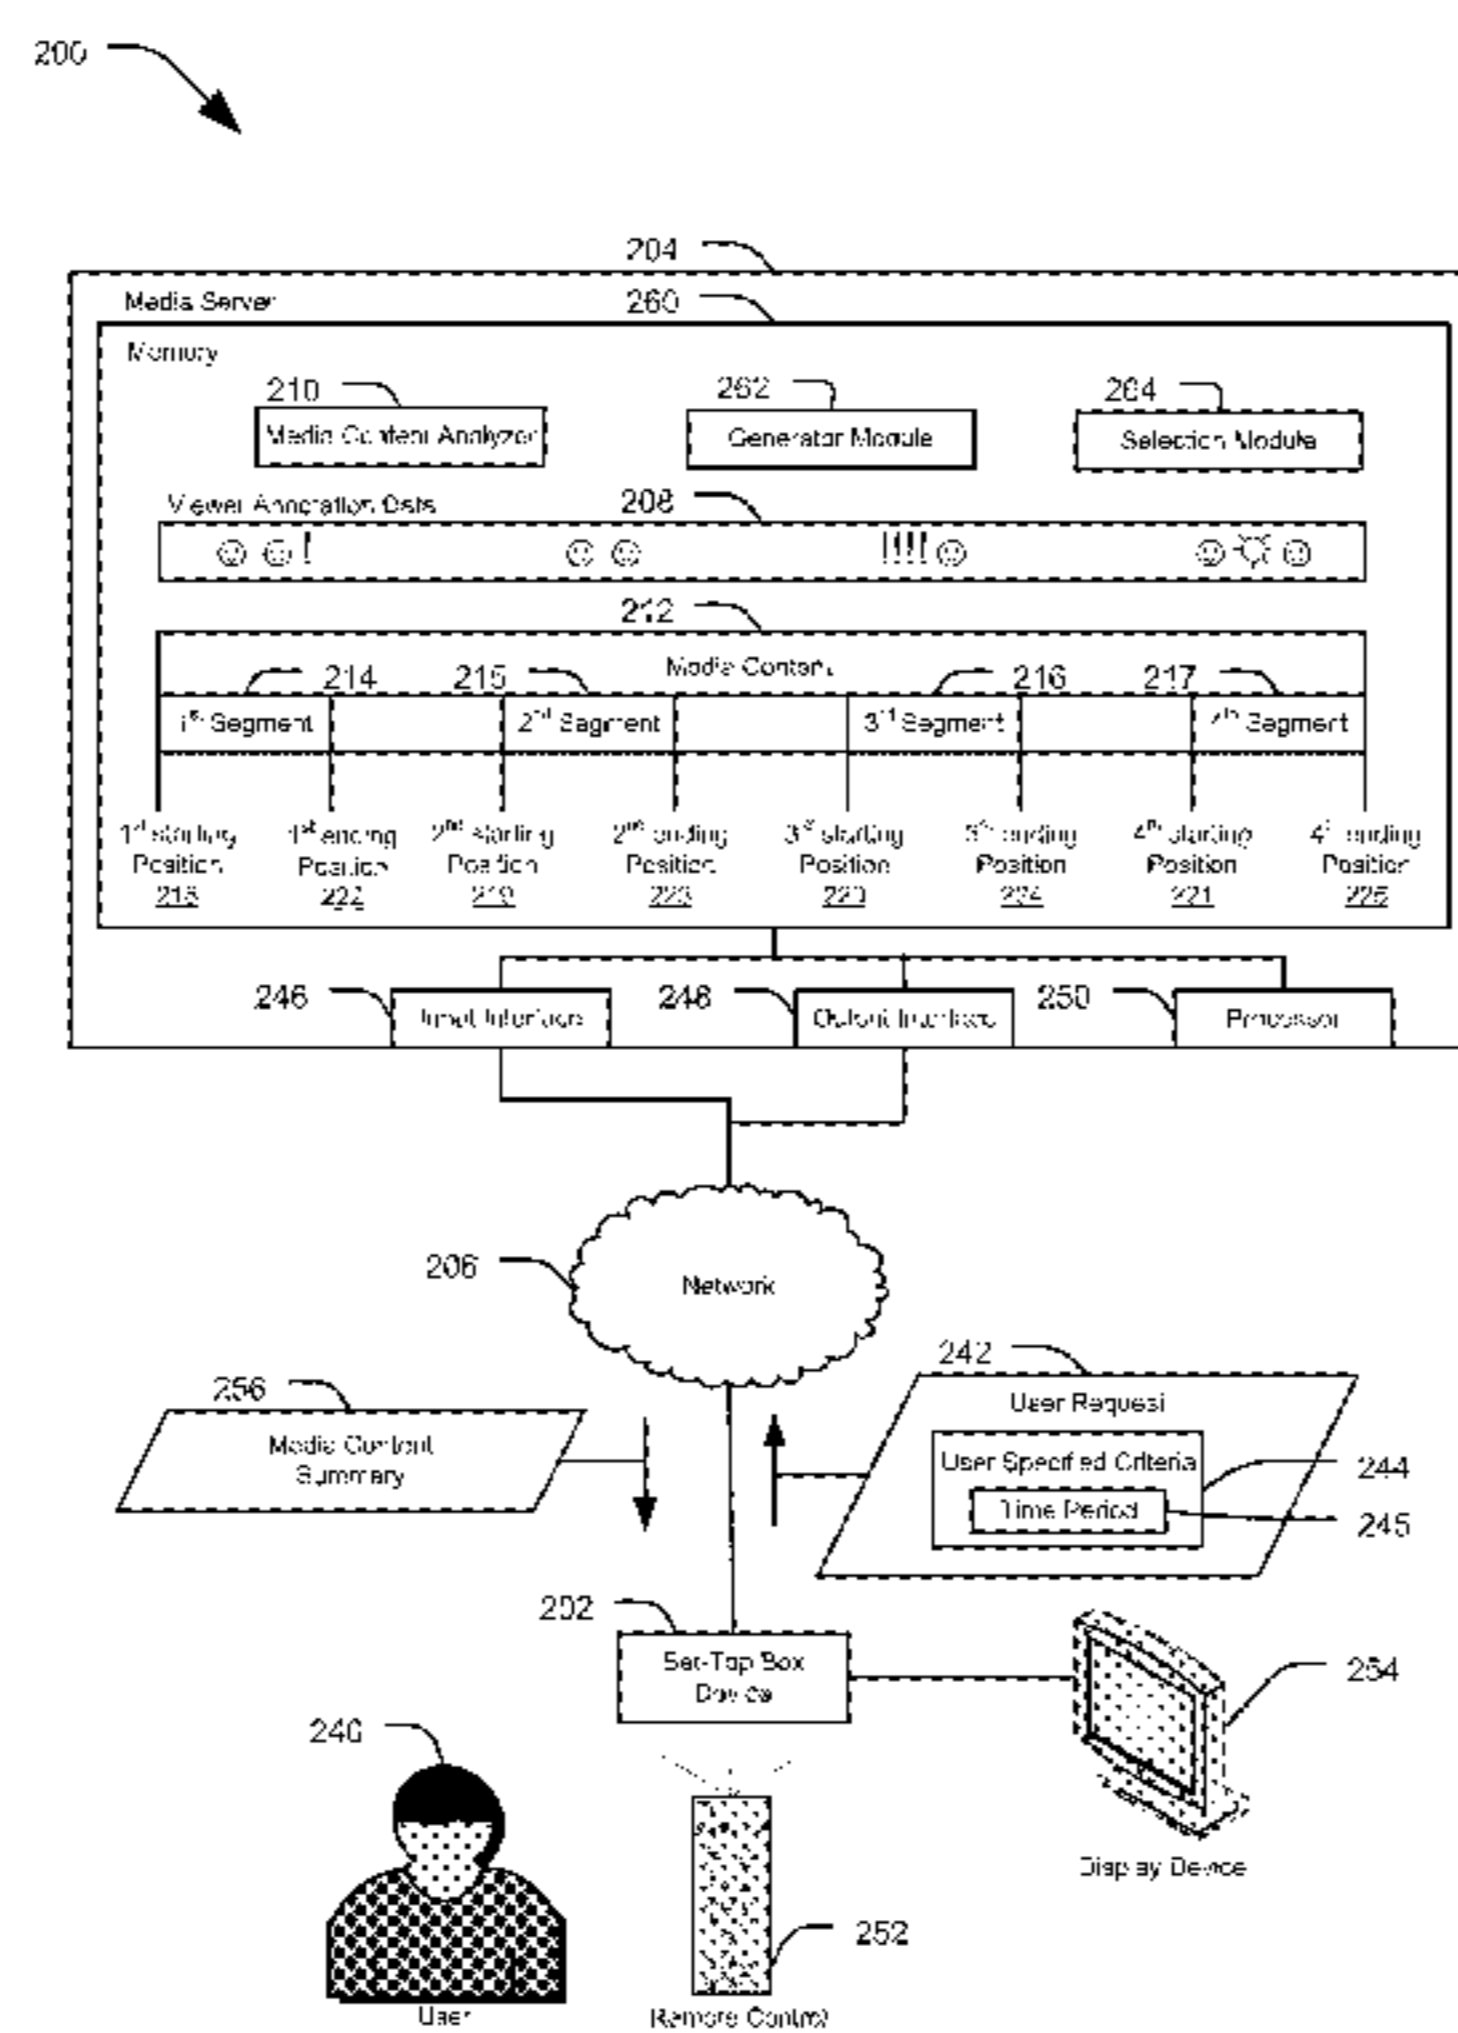 200
204
Media Server
260
Memory
210
262
264
Media Content Analyzer
Generator Module
Selection Module
Viewer Annotation Data
208
! !!!!
212
Media Content
214
215
216
217
1st Segment
2nd Segment
3rd Segment
4th Segment
1st starting
1st ending
2nd starting
2nd ending
3rd starting
3rd ending
4th starting
4th ending
Position
Position
Position
Position
Position
Position
Position
Position
218
222
219
223
220
224
221
225
246
248
250
Input Interface
Output Interface
Processor
206
Network
242
256
User Request
Media Content
Summary
User Specified Criteria
244
Time Period
245
202
Set-Top Box
Device
254
240
Display Device
252
User
Remote Control